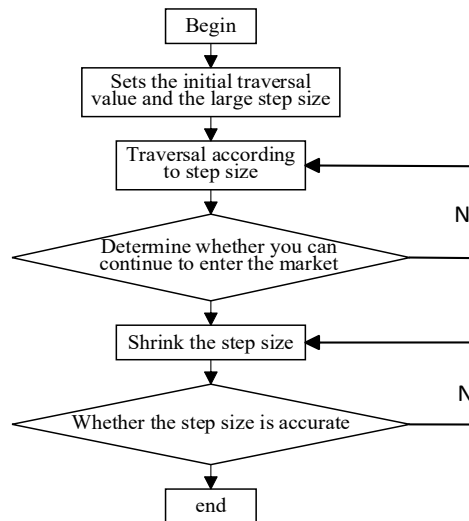 Begin
Sets the initial traversal
value and the large step size
Traversal according
to step size
N
Determine whether you can
continue to enter the market
Shrink the step size
N
Whether the step size is accurate
end